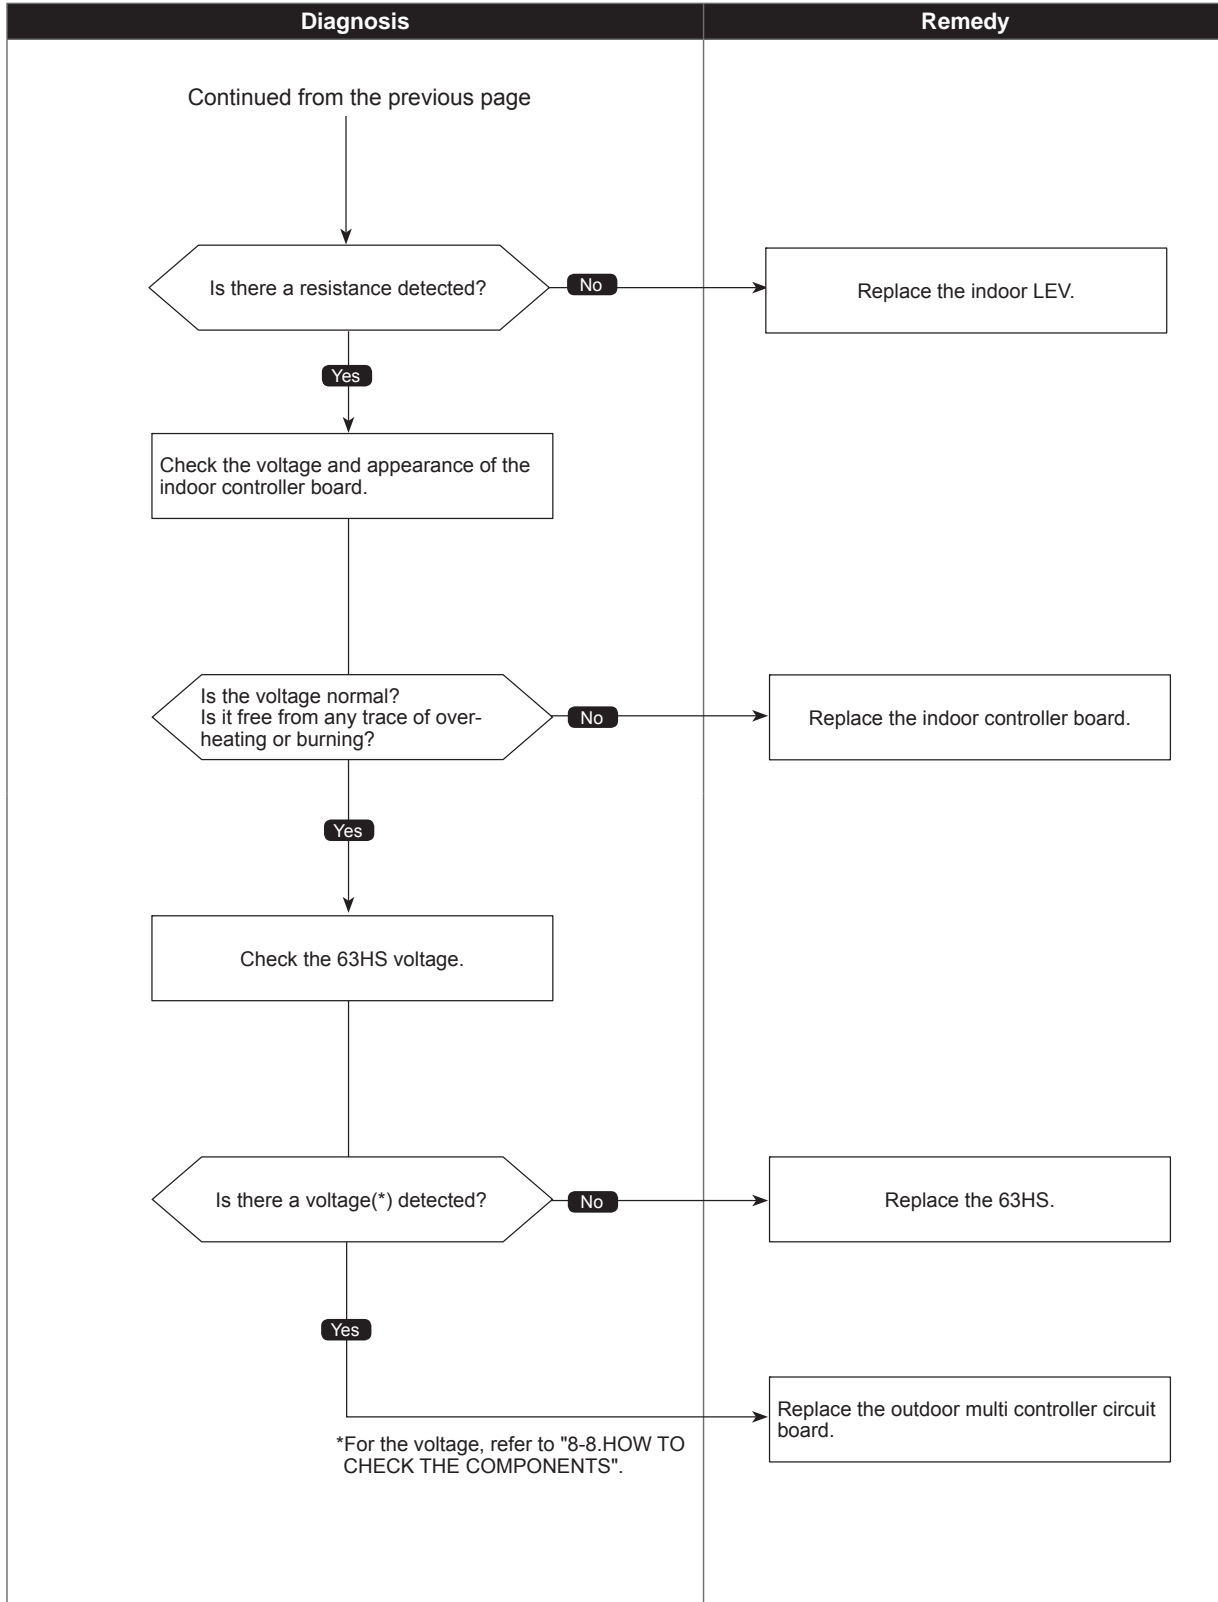 Diagnosis
Remedy
Continued from the previous page
Is there a resistance detected?
No
Replace the indoor LEV.
Yes
Check the voltage and appearance of the
indoor controller board.
Is the voltage normal?
Is it free from any trace of over-
heating or burning?
No
Replace the indoor controller board.
Yes
Check the 63HS voltage.
Is there a voltage(*) detected?
No
Replace the 63HS.
Yes
Replace the outdoor multi controller circuit
board.
*For the voltage, refer to "8-8.HOW TO
CHECK THE COMPONENTS".